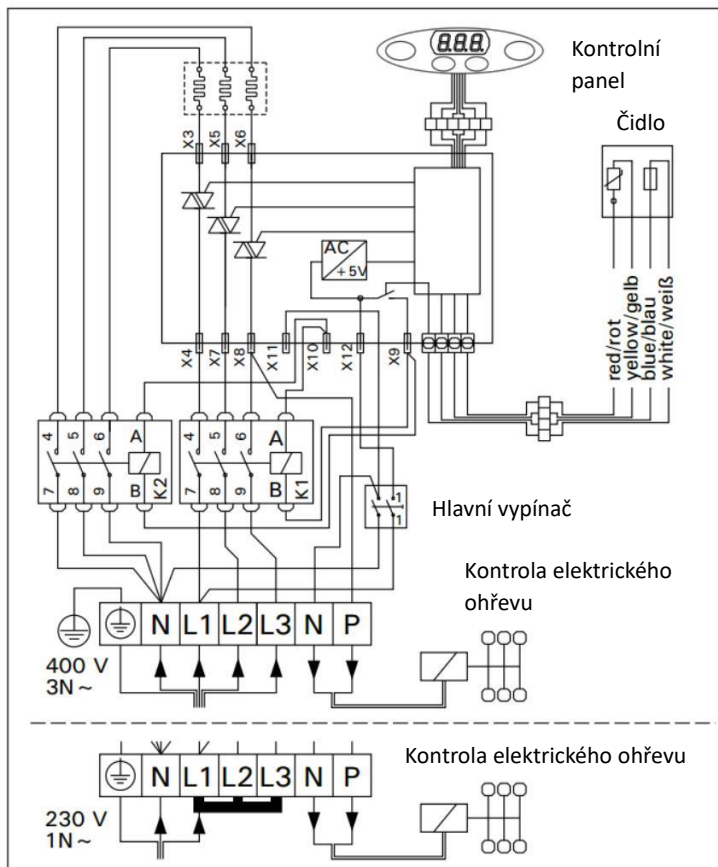 8.8.8.
Kontrolní
panel
Čidlo
X3
X5
X6
AC
+5V
X4
X7
X8
X11
X10
X12
X9
red/rot
yellow/gelb
blue/blau
white/weiß
4 5 6 A
7 8 9 B K2
4 5 6 A
7 8 9 B K1
1
1
Hlavní vypínač
Kontrola elektrického
ohřevu
N L1 L2 L3 N P
400 V
3N~
Kontrola elektrického ohřevu
N L1 L2 L3 N P
230 V
1N~